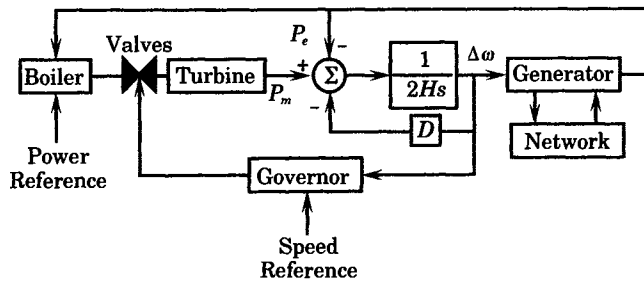 Valves
P_e
−
Boiler
Turbine
+
P_m
Σ
−
1
2Hs
Δω
Generator
D
Network
Power
Reference
Governor
Speed
Reference